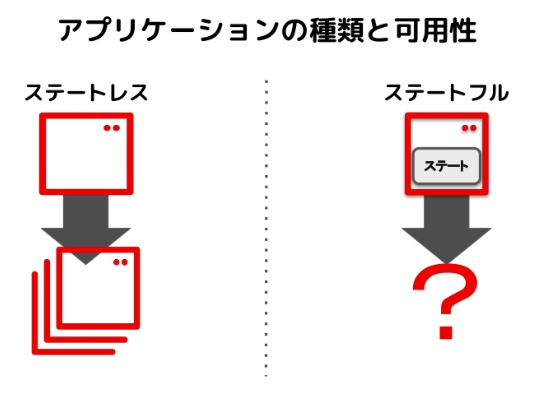 アプリケーションの種類と可用性
ステートレス
ステートフル
ステート
?